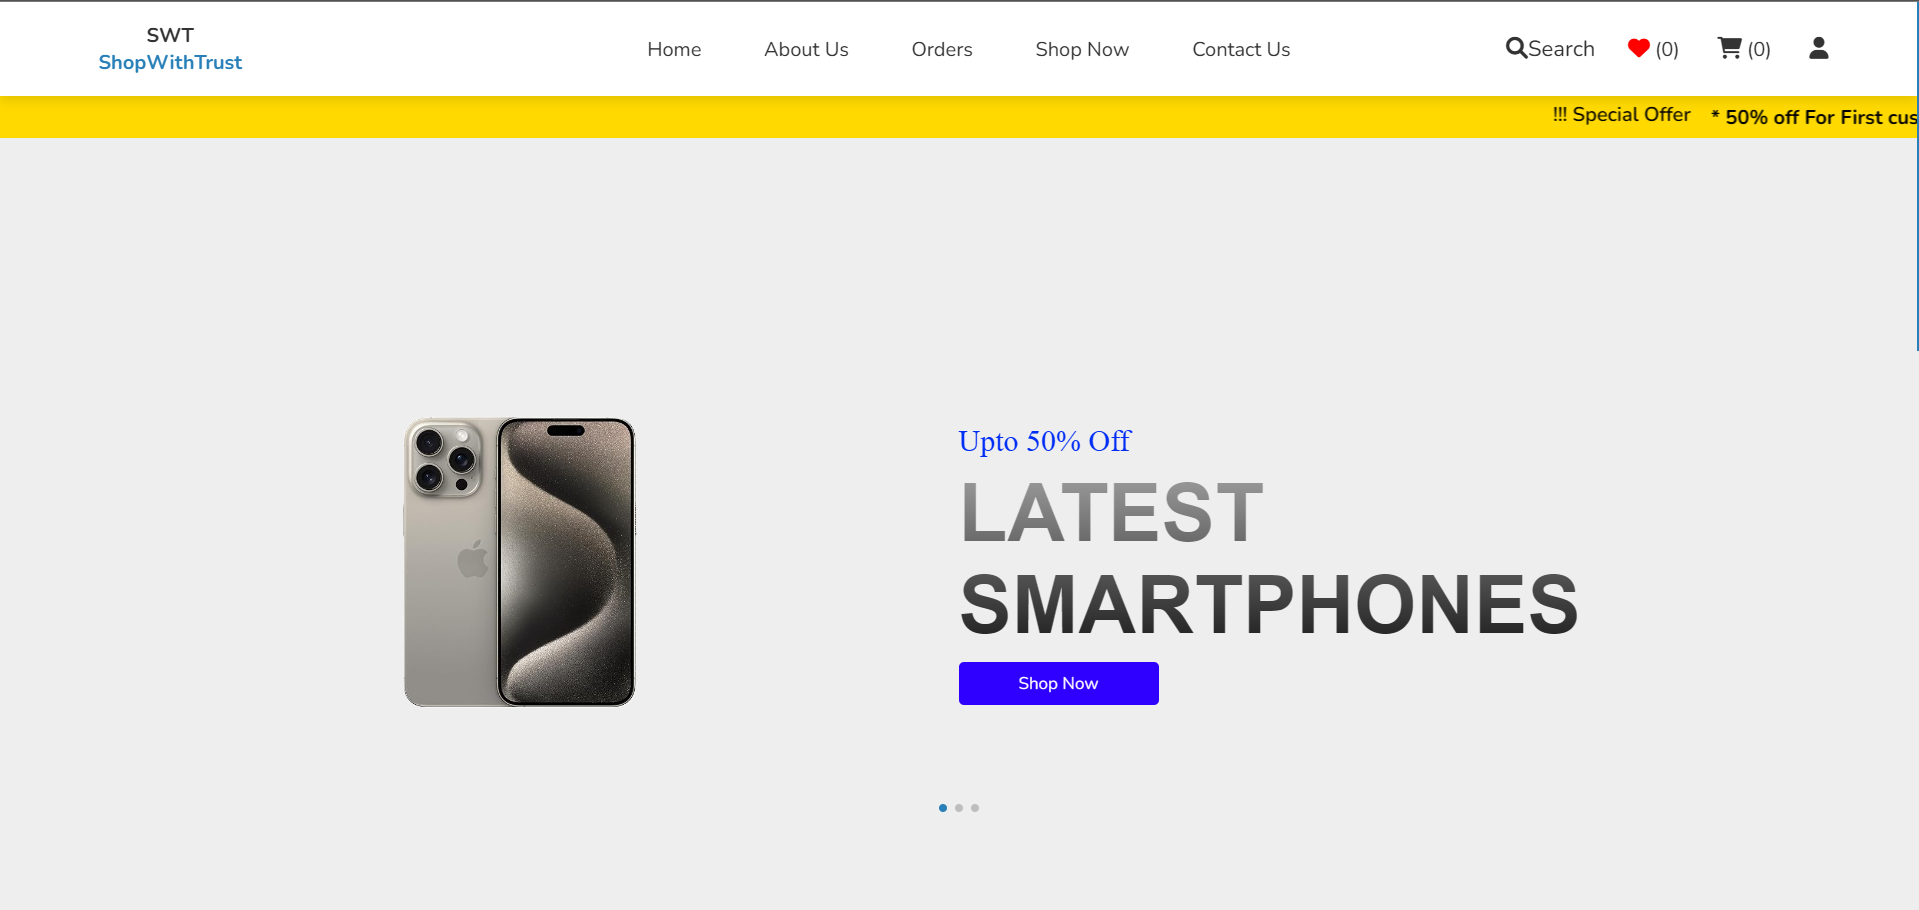 SWT
ShopWithTrust
Home About Us Orders Shop Now Contact Us
Search (0) (0)
!!! Special Offer * 50% off For First cus
Upto 50% Off
LATEST
SMARTPHONES
Shop Now